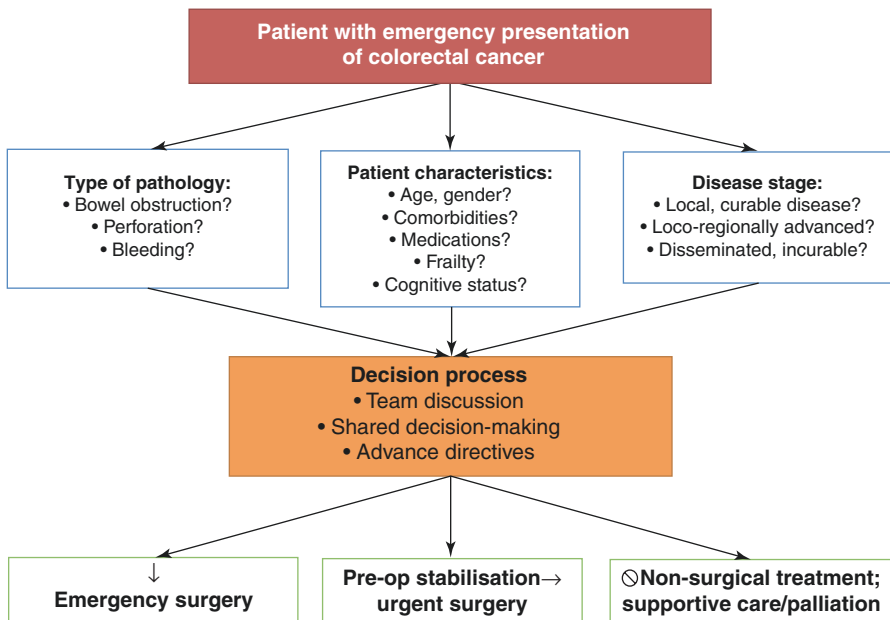 Patient with emergency presentation
of colorectal cancer
Type of pathology:
• Bowel obstruction?
• Perforation?
• Bleeding?
Patient characteristics:
• Age, gender?
• Comorbidities?
• Medications?
• Frailty?
• Cognitive status?
Disease stage:
• Local, curable disease?
• Loco-regionally advanced?
• Disseminated, incurable?
Decision process
• Team discussion
• Shared decision-making
• Advance directives
↓
Emergency surgery
Pre-op stabilisation→
urgent surgery
⃠Non-surgical treatment;
supportive care/palliation